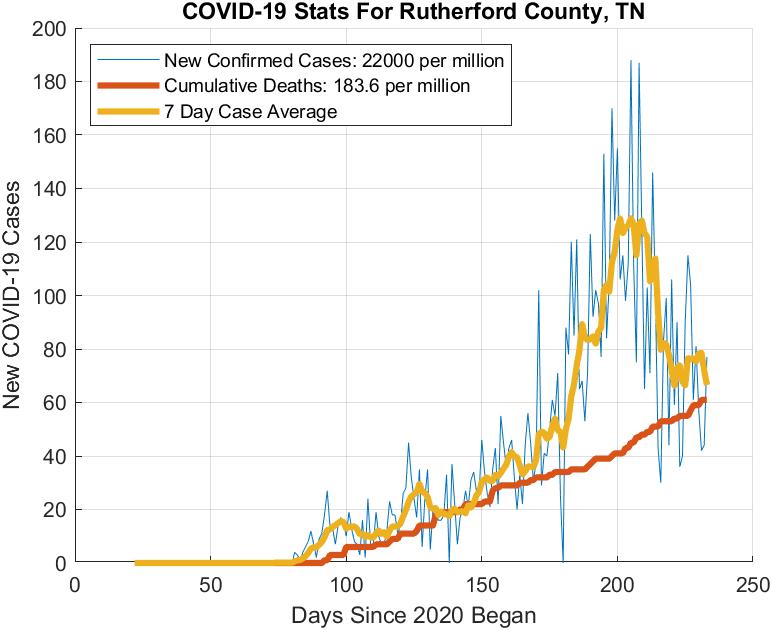 COVID-19 Stats For Rutherford County, TN
New Confirmed Cases: 22000 per million
Cumulative Deaths: 183.6 per million
7 Day Case Average
New COVID-19 Cases
200
180
160
140
120
100
80
60
40
20
0
0 50 100 150 200 250
Days Since 2020 Began